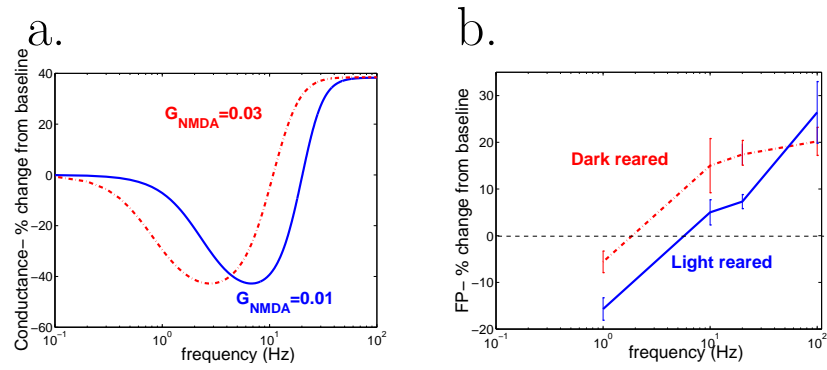 a.
Conductance- % change from baseline
40
20
0
-20
-40
-60
G_NMDA=0.03
G_NMDA=0.01
10^-1
10^0
10^1
10^2
frequency (Hz)
b.
FP- % change from baseline
30
20
10
0
-10
-20
Dark reared
Light reared
10^-1
10^0
10^1
10^2
frequency (Hz)